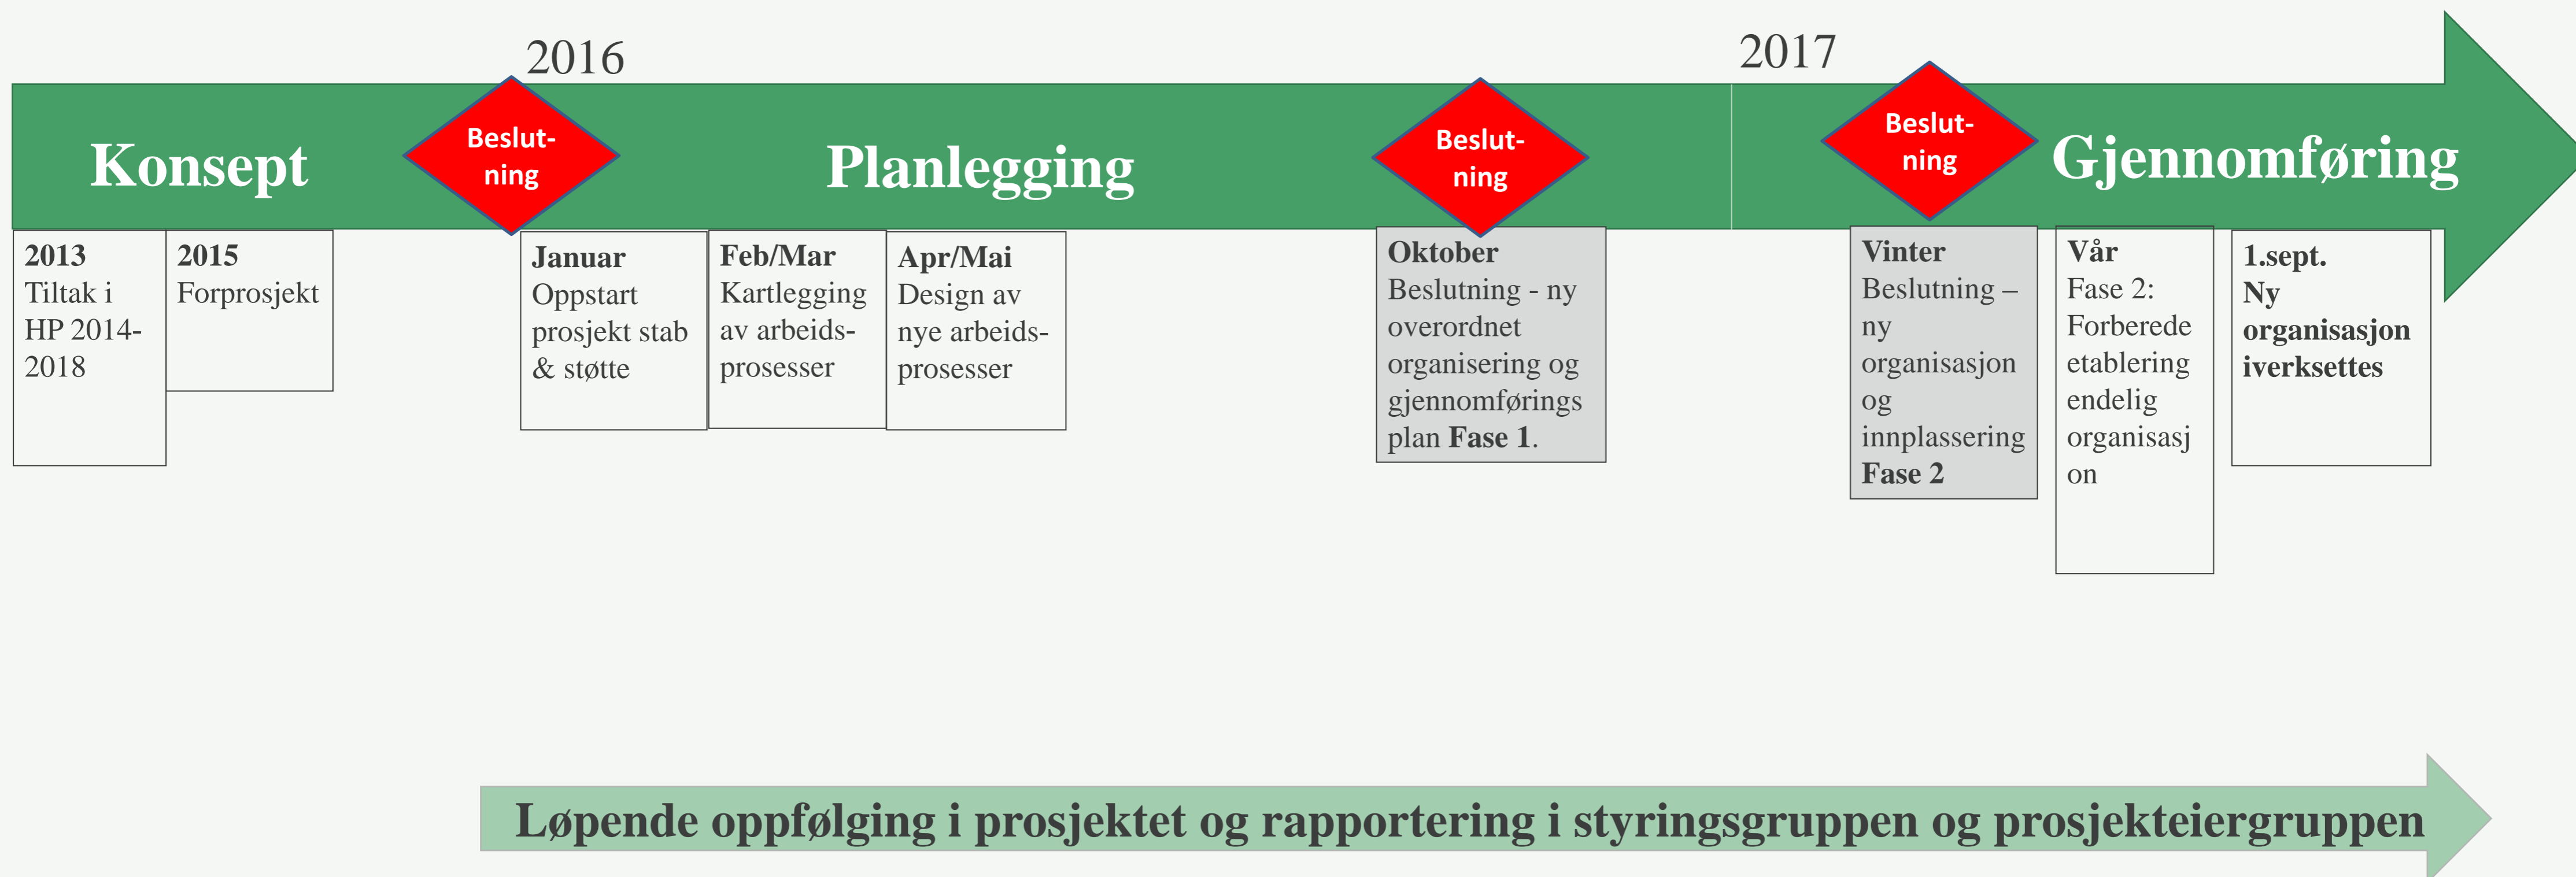 2016
2017
Konsept
Beslut-
ning
Planlegging
Beslut-
ning
Beslut-
ning
Gjennomføring
2013
Tiltak i
HP 2014-
2018
2015
Forprosjekt
Januar
Oppstart
prosjekt stab
& støtte
Feb/Mar
Kartlegging
av arbeids-
prosesser
Apr/Mai
Design av
nye arbeids-
prosesser
Oktober
Beslutning - ny
overordnet
organisering og
gjennomførings
plan Fase 1.
Vinter
Beslutning –
ny
organisasjon
og
innplassering
Fase 2
Vår
Fase 2:
Forberede
etablering
endelig
organisasj
on
1.sept.
Ny
organisasjon
iverksettes
Løpende oppfølging i prosjektet og rapportering i styringsgruppen og prosjekteiergruppen